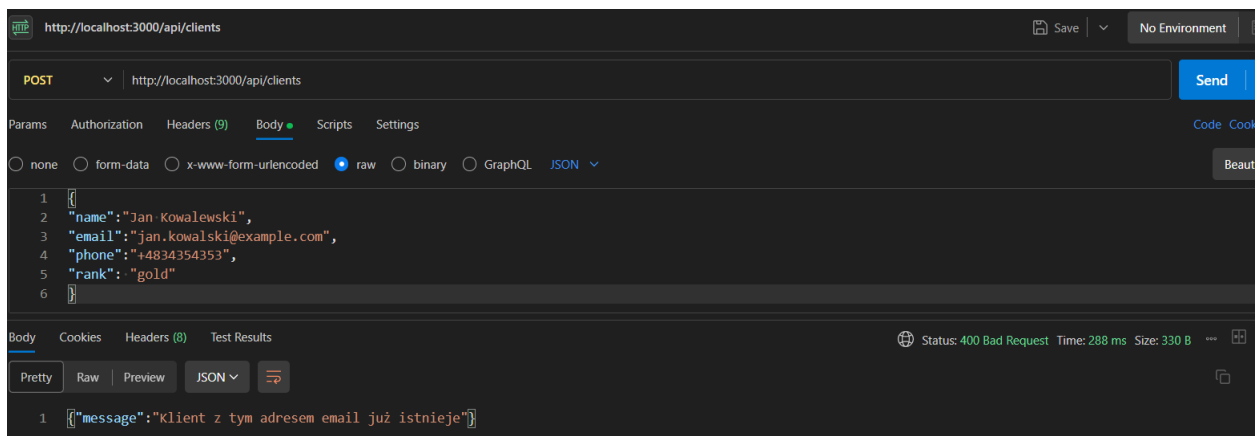 HTTP http://localhost:3000/api/clients Save No Environment
POST http://localhost:3000/api/clients Send
Params Authorization Headers (9) Body Scripts Settings Code
none form-data x-www-form-urlencoded raw binary GraphQL JSON
1 {
2 "name":"Jan Kowalewski",
3 "email":"jan.kowalski@example.com",
4 "phone":"+4834354353",
5 "rank": "gold"
6 }
Body Cookies Headers (8) Test Results Status: 400 Bad Request Time: 288 ms Size: 330 B
Pretty Raw Preview JSON
1 {"message":"Klient z tym adresem email już istnieje"}